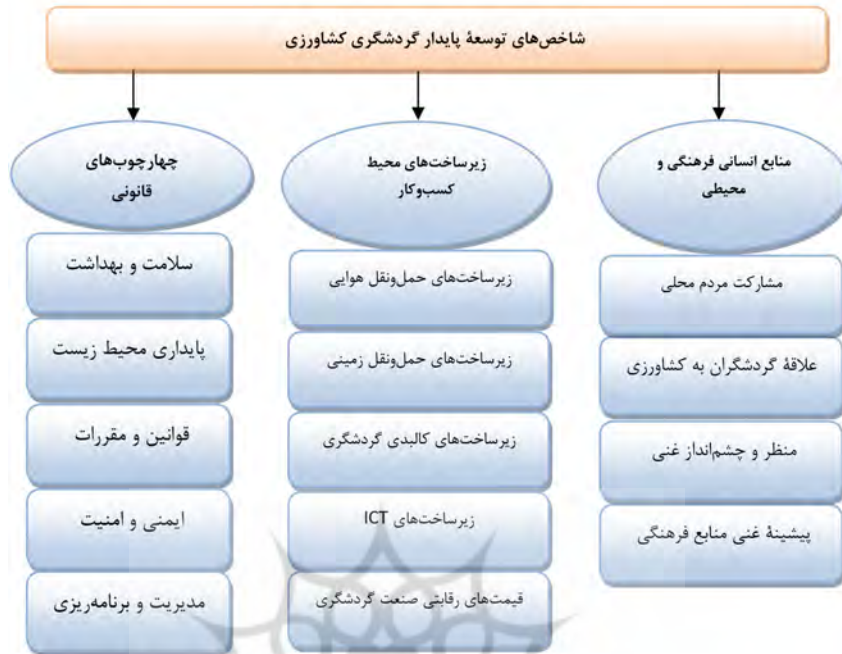 شاخص‌های توسعۀ پایدار گردشگری کشاورزی
منابع انسانی فرهنگی و
محیطی
مشارکت مردم محلی
علاقۀ گردشگران به کشاورزی
منظر و چشم‌انداز غنی
پیشینۀ غنی منابع فرهنگی
زیرساخت‌های محیط
کسب‌وکار
زیرساخت‌های حمل‌ونقل هوایی
زیرساخت‌های حمل‌ونقل زمینی
زیرساخت‌های کالبدی گردشگری
زیرساخت‌های ICT
قیمت‌های رقابتی صنعت گردشگری
چهارچوب‌های
قانونی
سلامت و بهداشت
پایداری محیط زیست
قوانین و مقررات
ایمنی و امنیت
مدیریت و برنامه‌ریزی